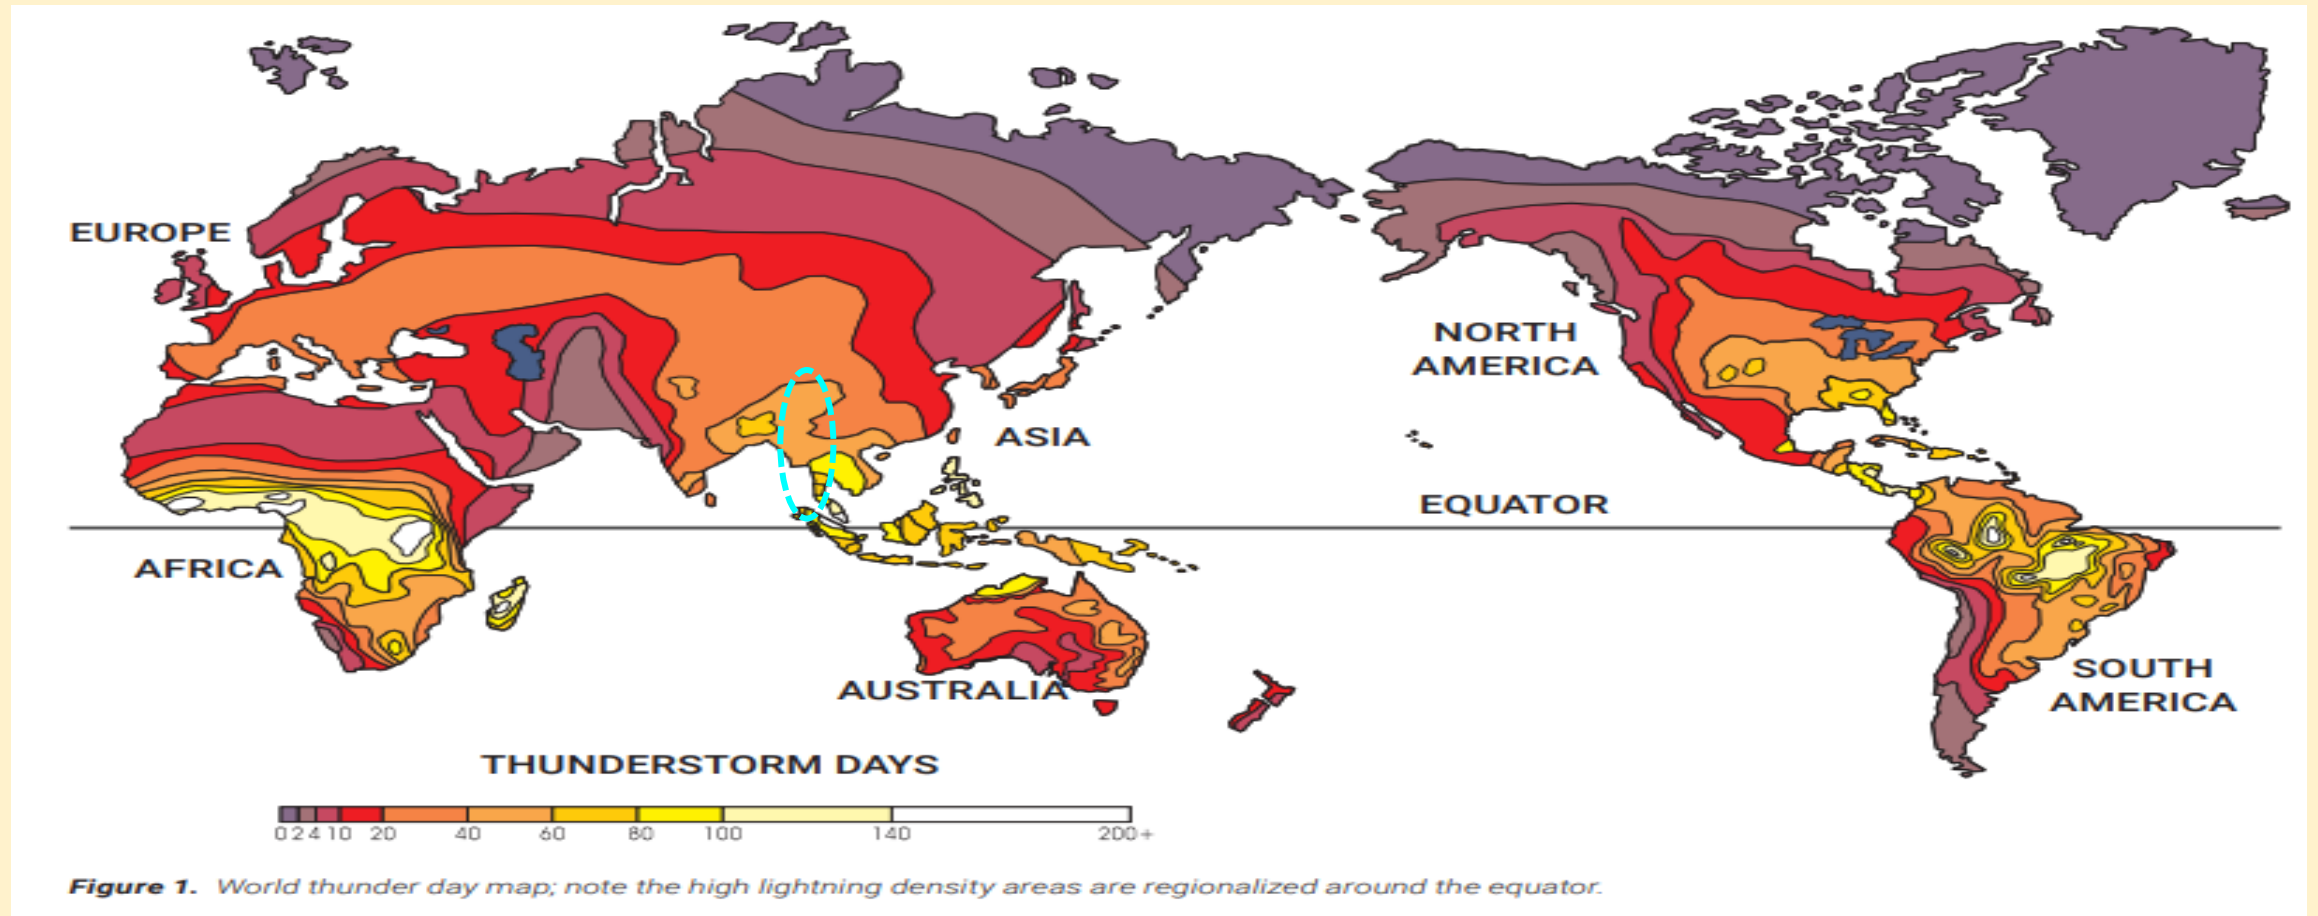 EUROPE
NORTH
AMERICA
ASIA
EQUATOR
AFRICA
AUSTRALIA
SOUTH
AMERICA
THUNDERSTORM DAYS
0 2 4 10 20 40 60 80 100 140 200+
Figure 1. World thunder day map; note the high lightning density areas are regionalized around the equator.